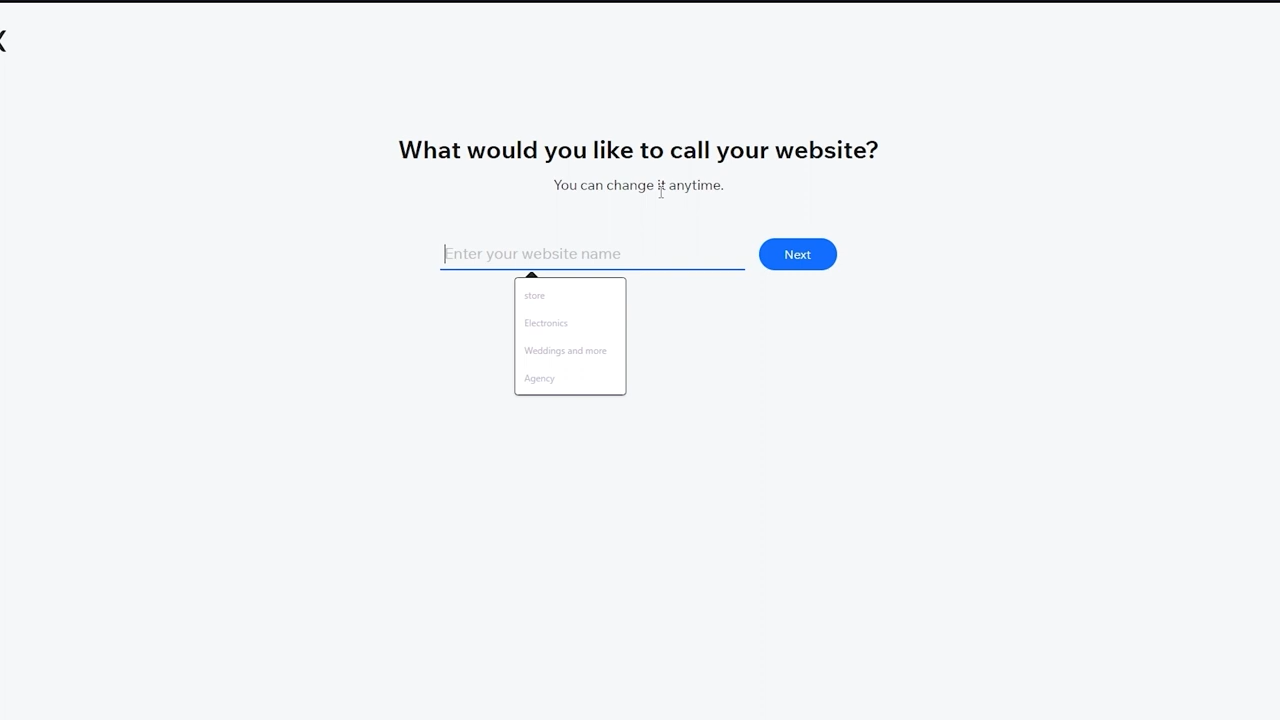 What would you like to call your website?
You can change it anytime.
Enter your website name
Next
store
Electronics
Weddings and more
Agency